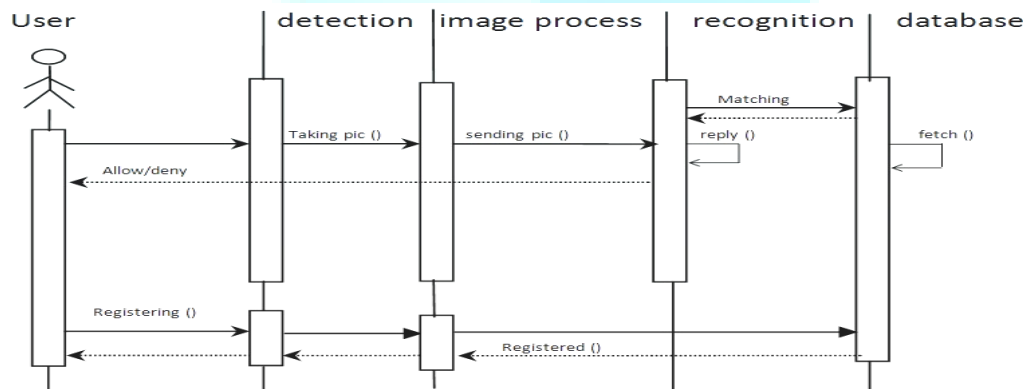 User detection image process recognition database
Matching
Taking pic () sending pic () reply () fetch ()
Allow/deny
Registering ()
Registered ()